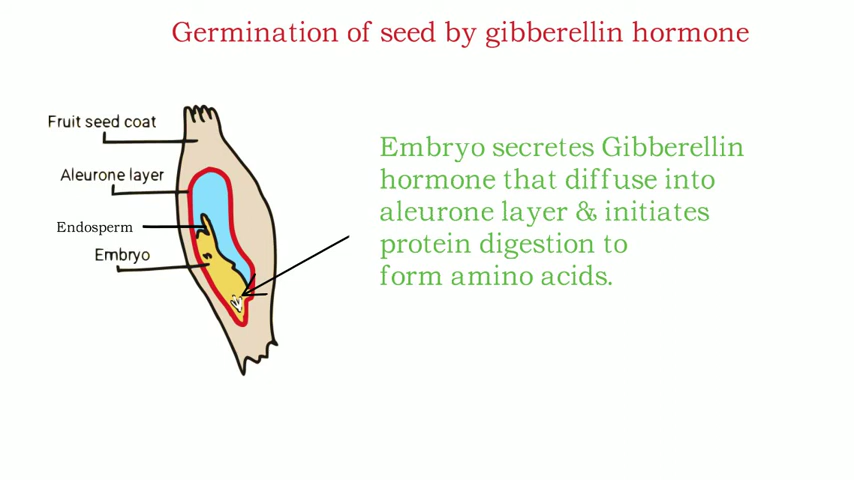 Germination of seed by gibberellin hormone
Fruit seed coat
Aleurone layer
Endosperm
Embryo
Embryo secretes Gibberellin
hormone that diffuse into
aleurone layer & initiates
protein digestion to
form amino acids.